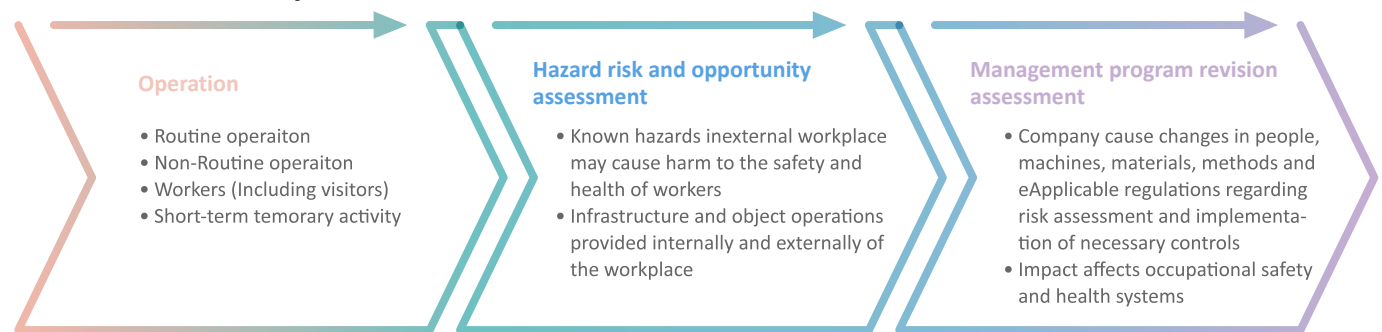 Operation
• Routine operaiton
• Non-Routine operaiton
• Workers (Including visitors)
• Short-term temorary activity
Hazard risk and opportunity
assessment
• Known hazards inexternal workplace
may cause harm to the safety and
health of workers
• Infrastructure and object operations
provided internally and externally of
the workplace
Management program revision
assessment
• Company cause changes in people,
machines, materials, methods and
eApplicable regulations regarding
risk assessment and implementa-
tion of necessary controls
• Impact affects occupational safety
and health systems